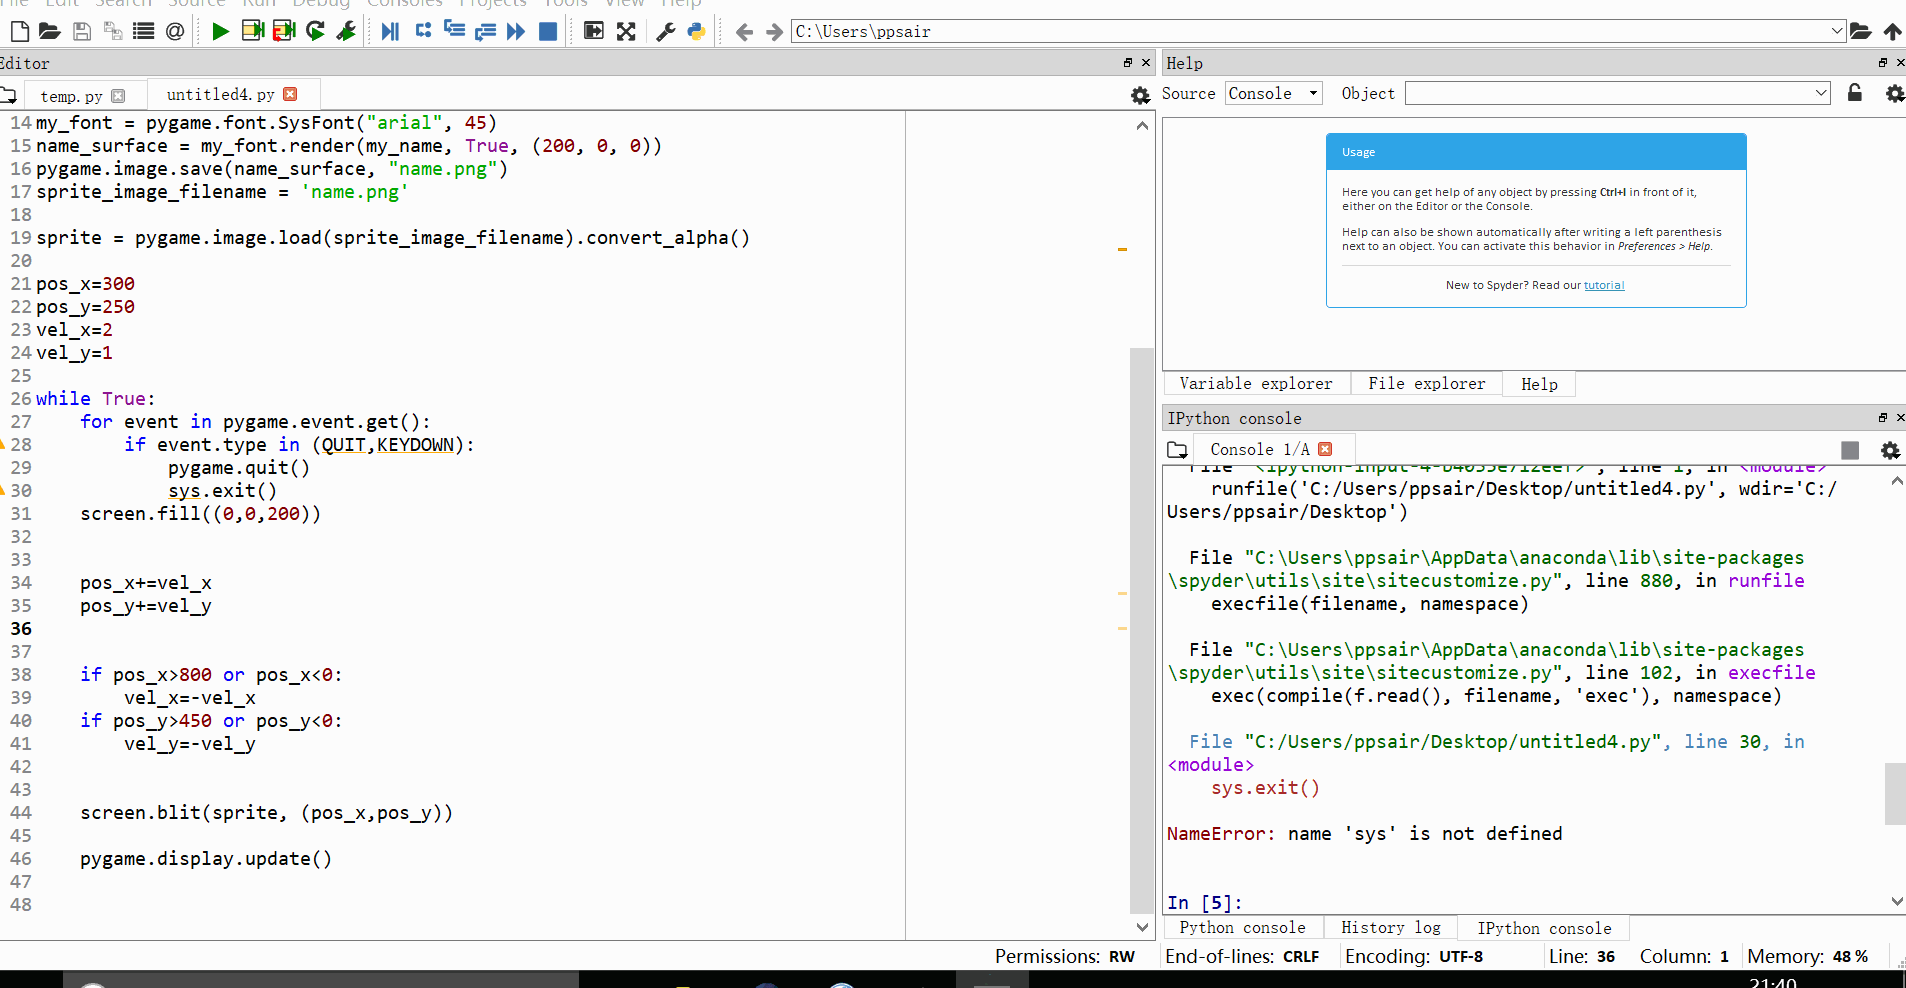 File Edit Search Source Run Debug Consoles Projects Tools View Help
C:\Users\ppsair
Editor
temp.py
untitled4.py
14 my_font = pygame.font.SysFont("arial", 45)
15 name_surface = my_font.render(my_name, True, (200, 0, 0))
16 pygame.image.save(name_surface, "name.png")
17 sprite_image_filename = 'name.png'
18
19 sprite = pygame.image.load(sprite_image_filename).convert_alpha()
20
21 pos_x=300
22 pos_y=250
23 vel_x=2
24 vel_y=1
25
26 while True:
27     for event in pygame.event.get():
28         if event.type in (QUIT,KEYDOWN):
29             pygame.quit()
30             sys.exit()
31     screen.fill((0,0,200))
32
33
34     pos_x+=vel_x
35     pos_y+=vel_y
36
37
38     if pos_x>800 or pos_x<0:
39         vel_x=-vel_x
40     if pos_y>450 or pos_y<0:
41         vel_y=-vel_y
42
43
44     screen.blit(sprite, (pos_x,pos_y))
45
46     pygame.display.update()
47
48
Help
Source Console Object
Usage
Here you can get help of any object by pressing Ctrl+I in front of it,
either on the Editor or the Console.
Help can also be shown automatically after writing a left parenthesis
next to an object. You can activate this behavior in Preferences > Help.
New to Spyder? Read our tutorial
Variable explorer File explorer Help
IPython console
Console 1/A
File "<ipython-input-4-b4035e712eef>", line 1, in <module>
runfile('C:/Users/ppsair/Desktop/untitled4.py', wdir='C:/
Users/ppsair/Desktop')
File "C:\Users\ppsair\AppData\anaconda\lib\site-packages
\spyder\utils\site\sitecustomize.py", line 880, in runfile
execfile(filename, namespace)
File "C:\Users\ppsair\AppData\anaconda\lib\site-packages
\spyder\utils\site\sitecustomize.py", line 102, in execfile
exec(compile(f.read(), filename, 'exec'), namespace)
File "C:/Users/ppsair/Desktop/untitled4.py", line 30, in
<module>
sys.exit()
NameError: name 'sys' is not defined
In [5]:
Python console History log IPython console
Permissions: RW End-of-lines: CRLF Encoding: UTF-8 Line: 36 Column: 1 Memory: 48 %
21:40